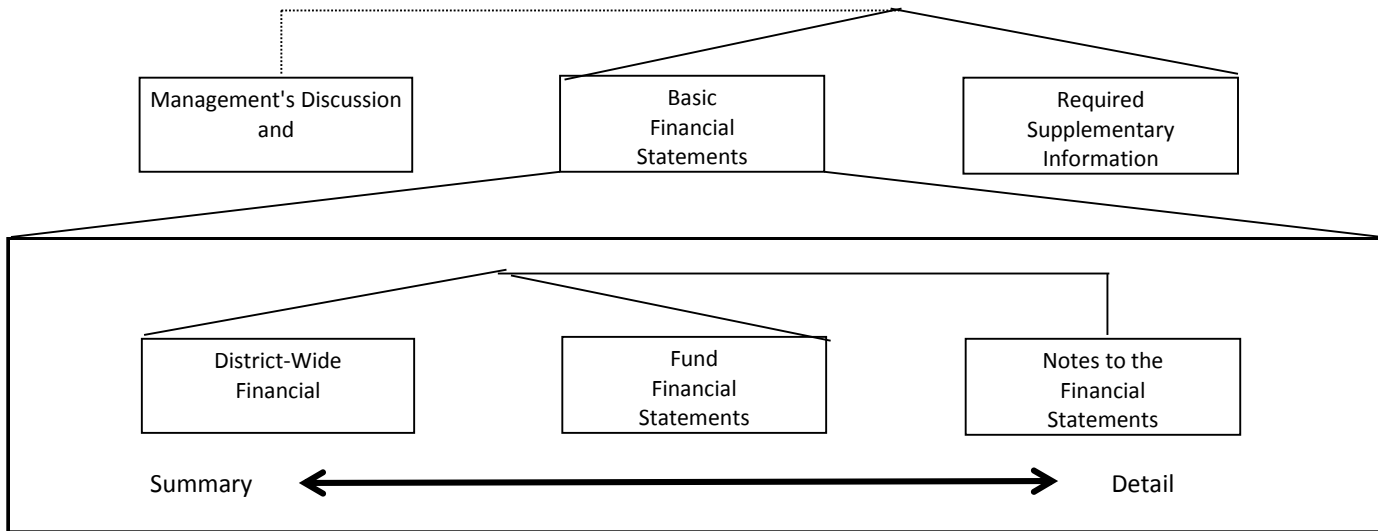 Management's Discussion
and
Basic
Financial
Statements
Required
Supplementary
Information
District-Wide
Financial
Fund
Financial
Statements
Notes to the
Financial
Statements
Summary
Detail